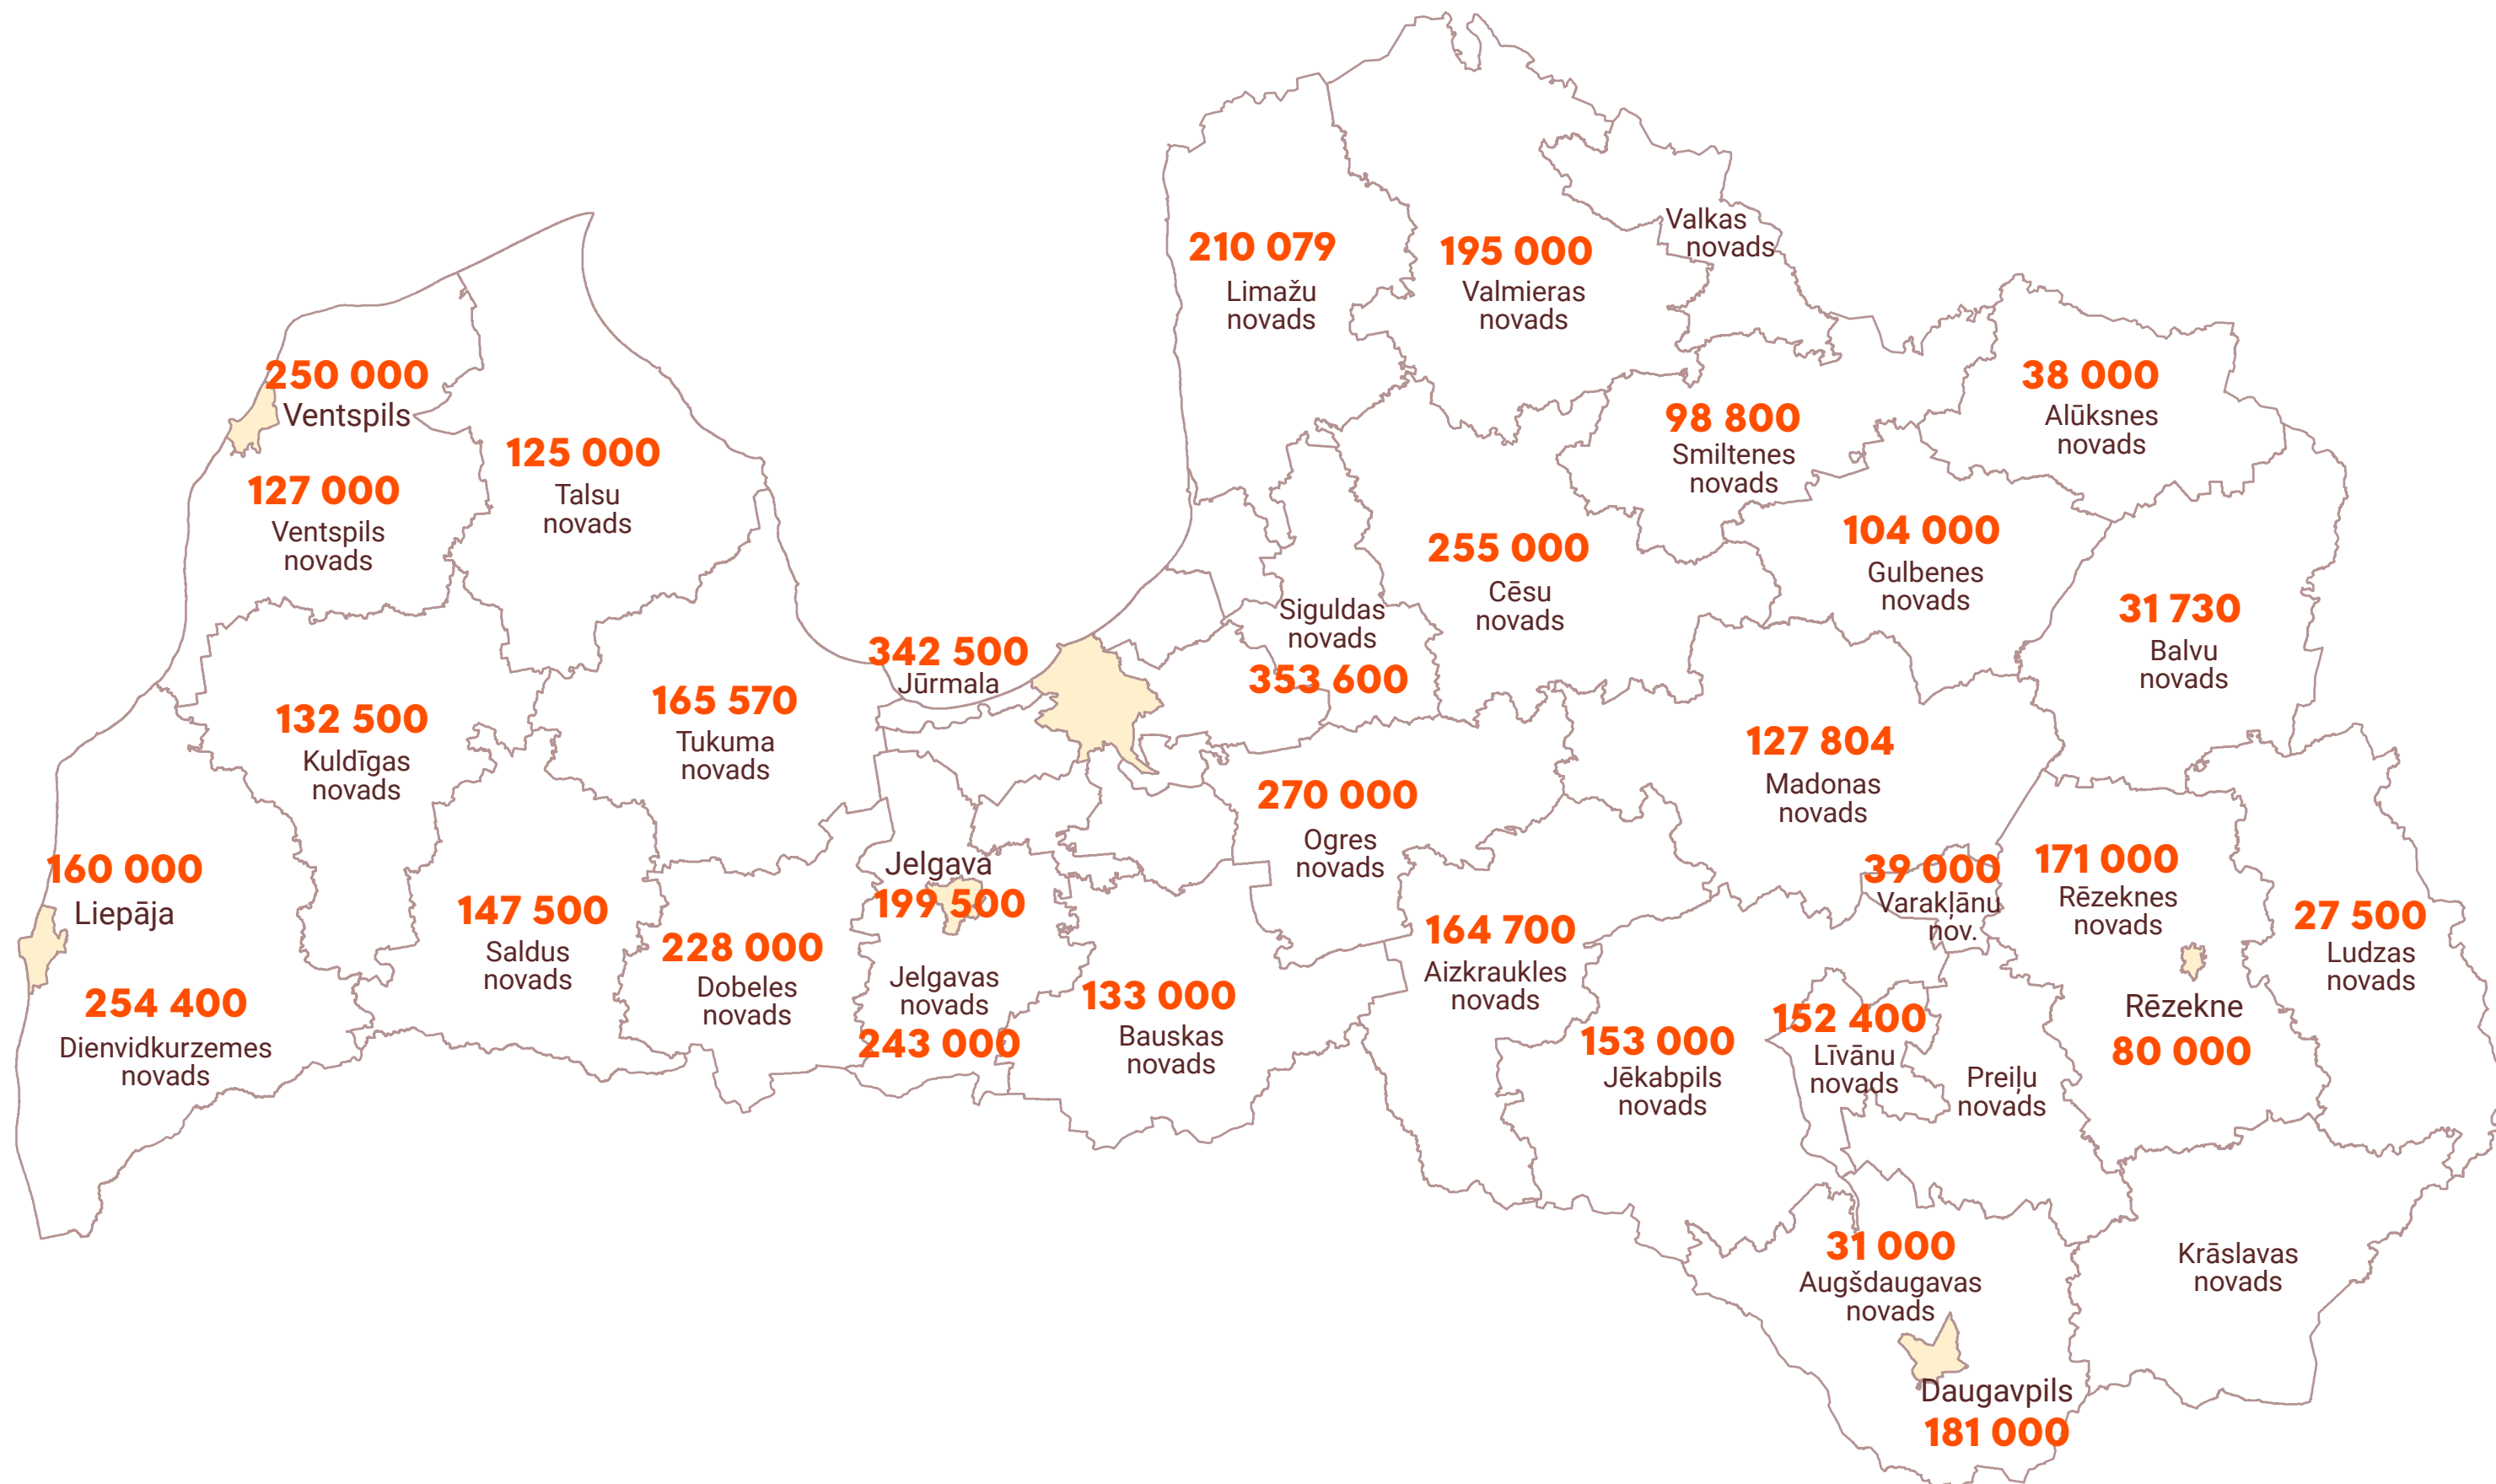 210 079
Limažu
novads
195 000
Valmieras
novads
Valkas
novads
250 000
Ventspils
127 000
Ventspils
novads
125 000
Talsu
novads
98 800
Smiltenes
novads
38 000
Alūksnes
novads
104 000
Gulbenes
novads
255 000
Cēsu
novads
Siguldas
novads
353 600
31 730
Balvu
novads
342 500
Jūrmala
165 570
Tukuma
novads
132 500
Kuldīgas
novads
127 804
Madonas
novads
270 000
Ogres
novads
160 000
Liepāja
254 400
Dienvidkurzemes
novads
147 500
Saldus
novads
228 000
Dobeles
novads
Jelgava
199 500
Jelgavas
novads
243 000
133 000
Bauskas
novads
164 700
Aizkraukles
novads
39 000
Varakļānu
nov.
171 000
Rēzeknes
novads
Rēzekne
80 000
27 500
Ludzas
novads
153 000
Jēkabpils
novads
152 400
Līvānu
novads
Preiļu
novads
31 000
Augšdaugavas
novads
Krāslavas
novads
Daugavpils
181 000